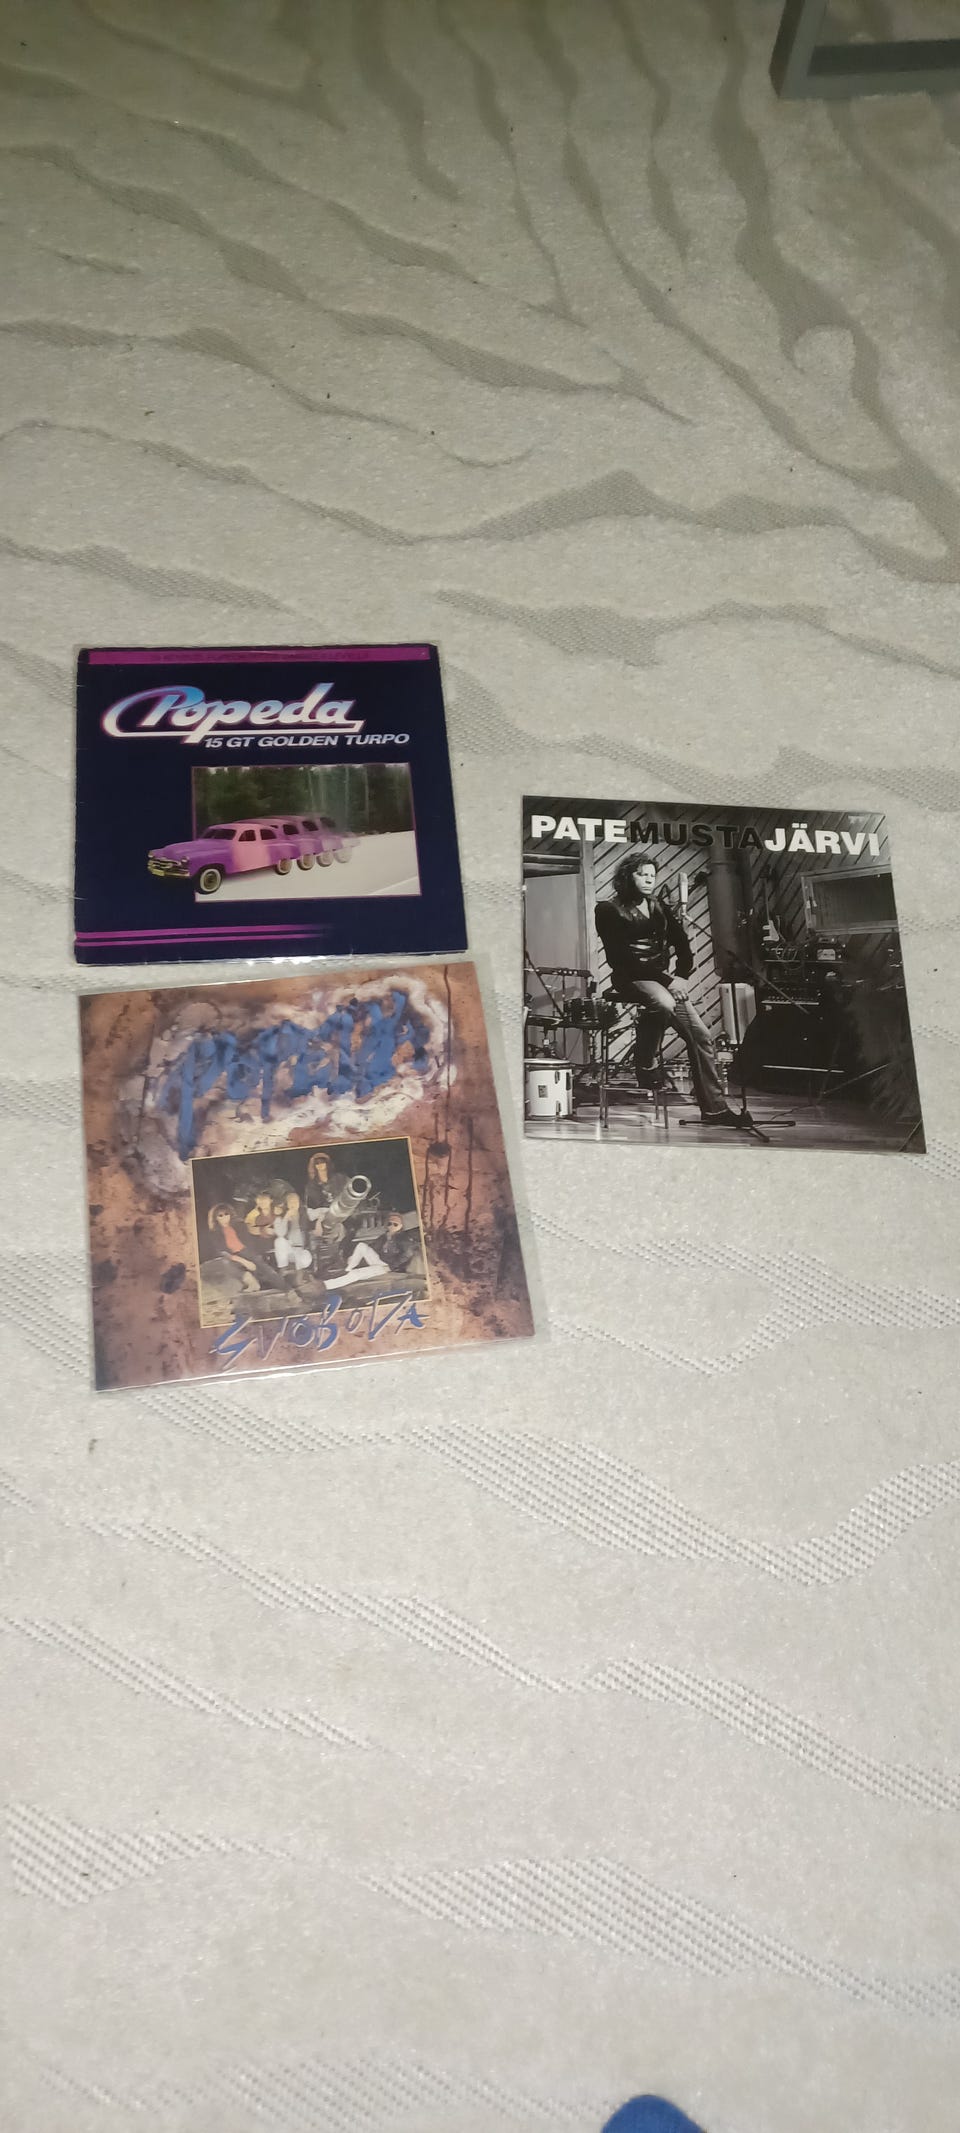 Popeda
15 GT GOLDEN TURPO
PATEMUSTAJÄRVI
POPEDA
SVOBODA